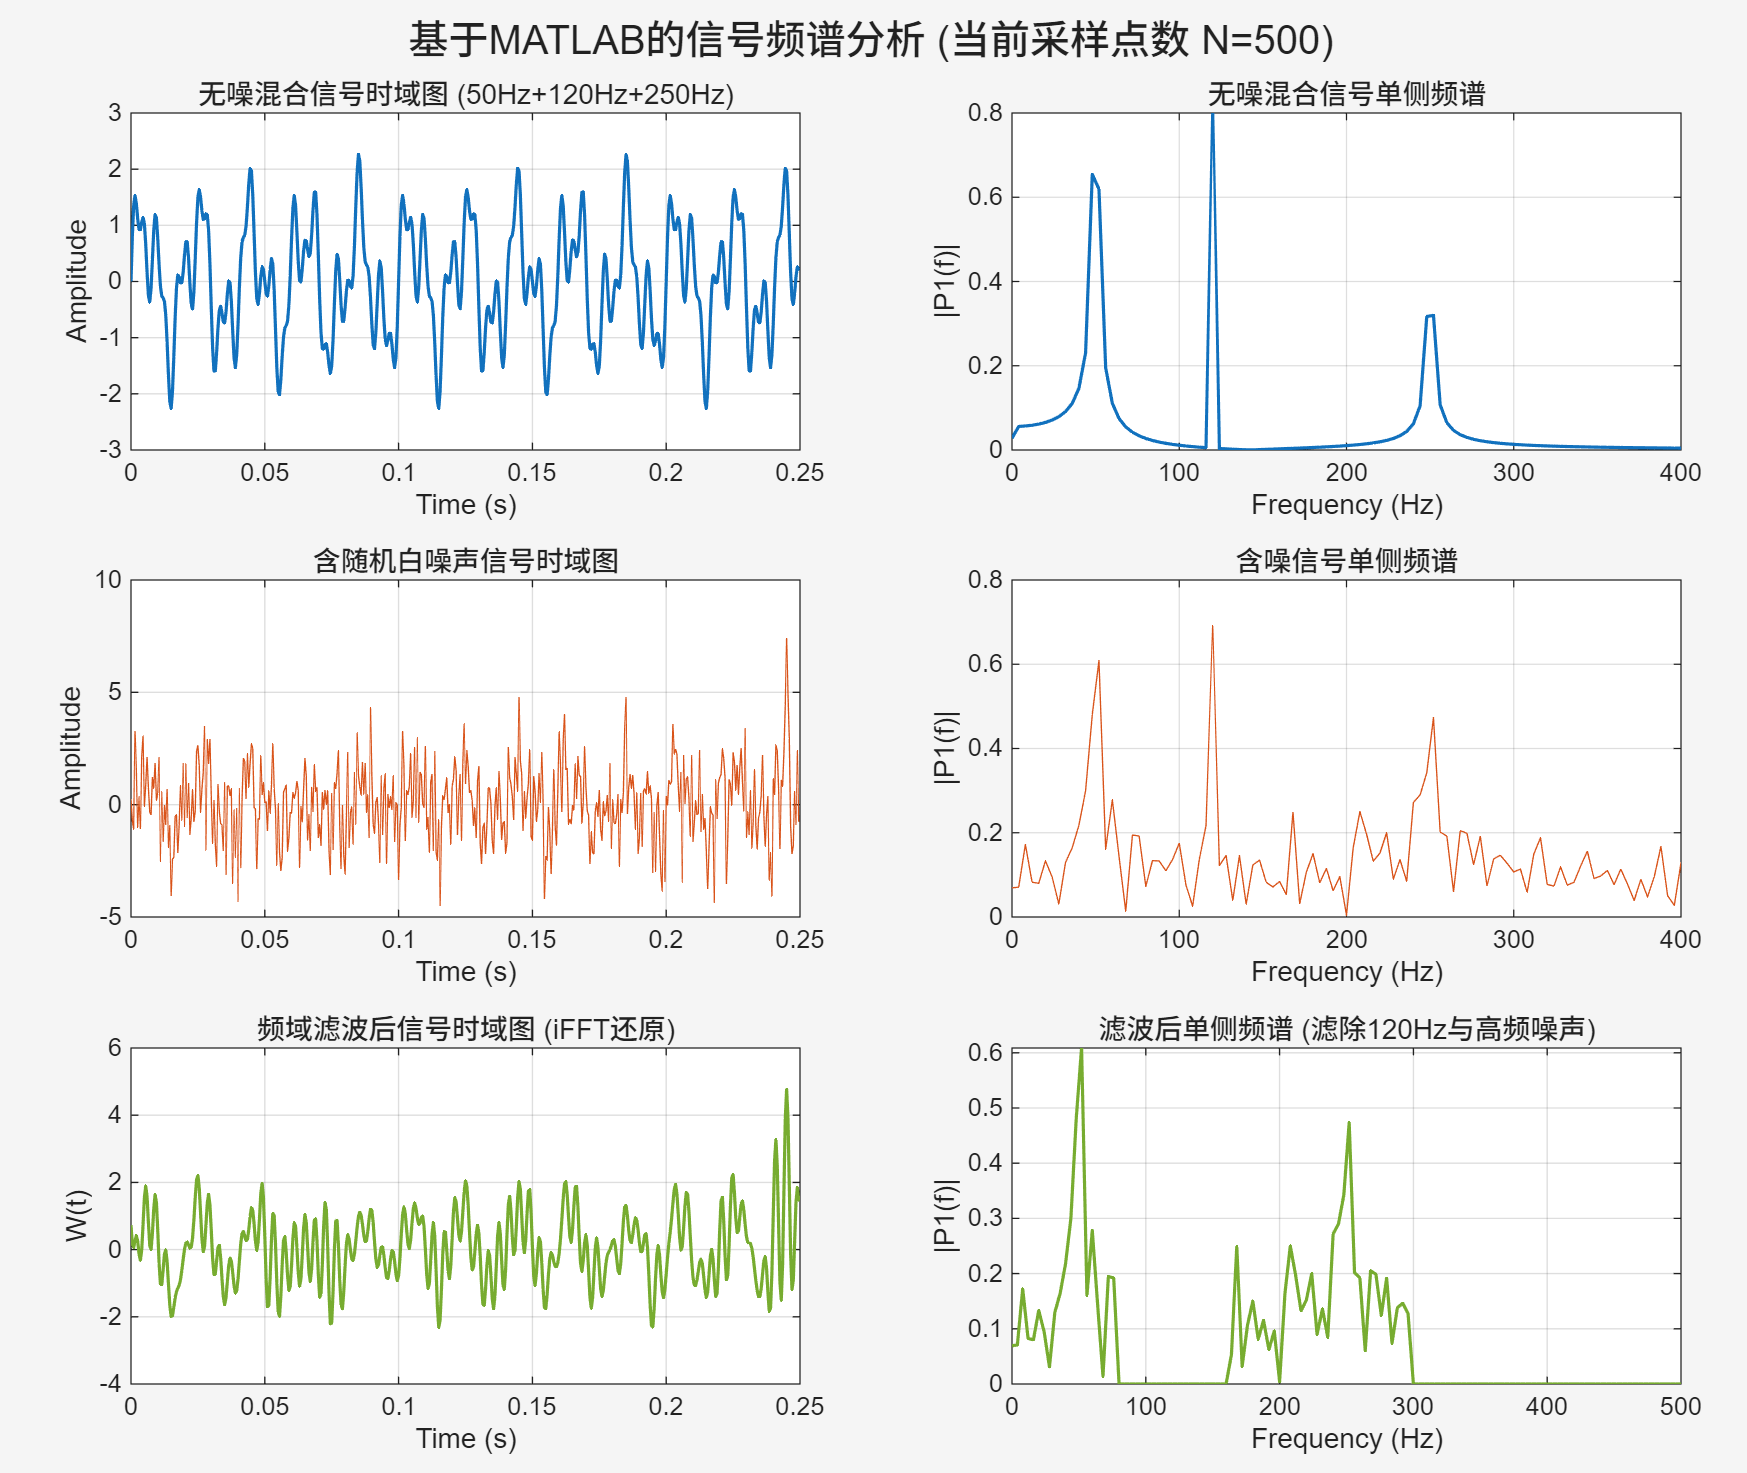 基于MATLAB的信号频谱分析 (当前采样点数 N=500)
无噪混合信号时域图 (50Hz+120Hz+250Hz)
3
2
1
0
-1
-2
-3
Amplitude
0 0.05 0.1 0.15 0.2 0.25
Time (s)
无噪混合信号单侧频谱
0.8
0.6
0.4
0.2
0
|P1(f)|
0 100 200 300 400
Frequency (Hz)
含随机白噪声信号时域图
10
5
0
-5
Amplitude
0 0.05 0.1 0.15 0.2 0.25
Time (s)
含噪信号单侧频谱
0.8
0.6
0.4
0.2
0
|P1(f)|
0 100 200 300 400
Frequency (Hz)
频域滤波后信号时域图 (iFFT还原)
6
4
2
0
-2
-4
W(t)
0 0.05 0.1 0.15 0.2 0.25
Time (s)
滤波后单侧频谱 (滤除120Hz与高频噪声)
0.6
0.5
0.4
0.3
0.2
0.1
0
|P1(f)|
0 100 200 300 400 500
Frequency (Hz)